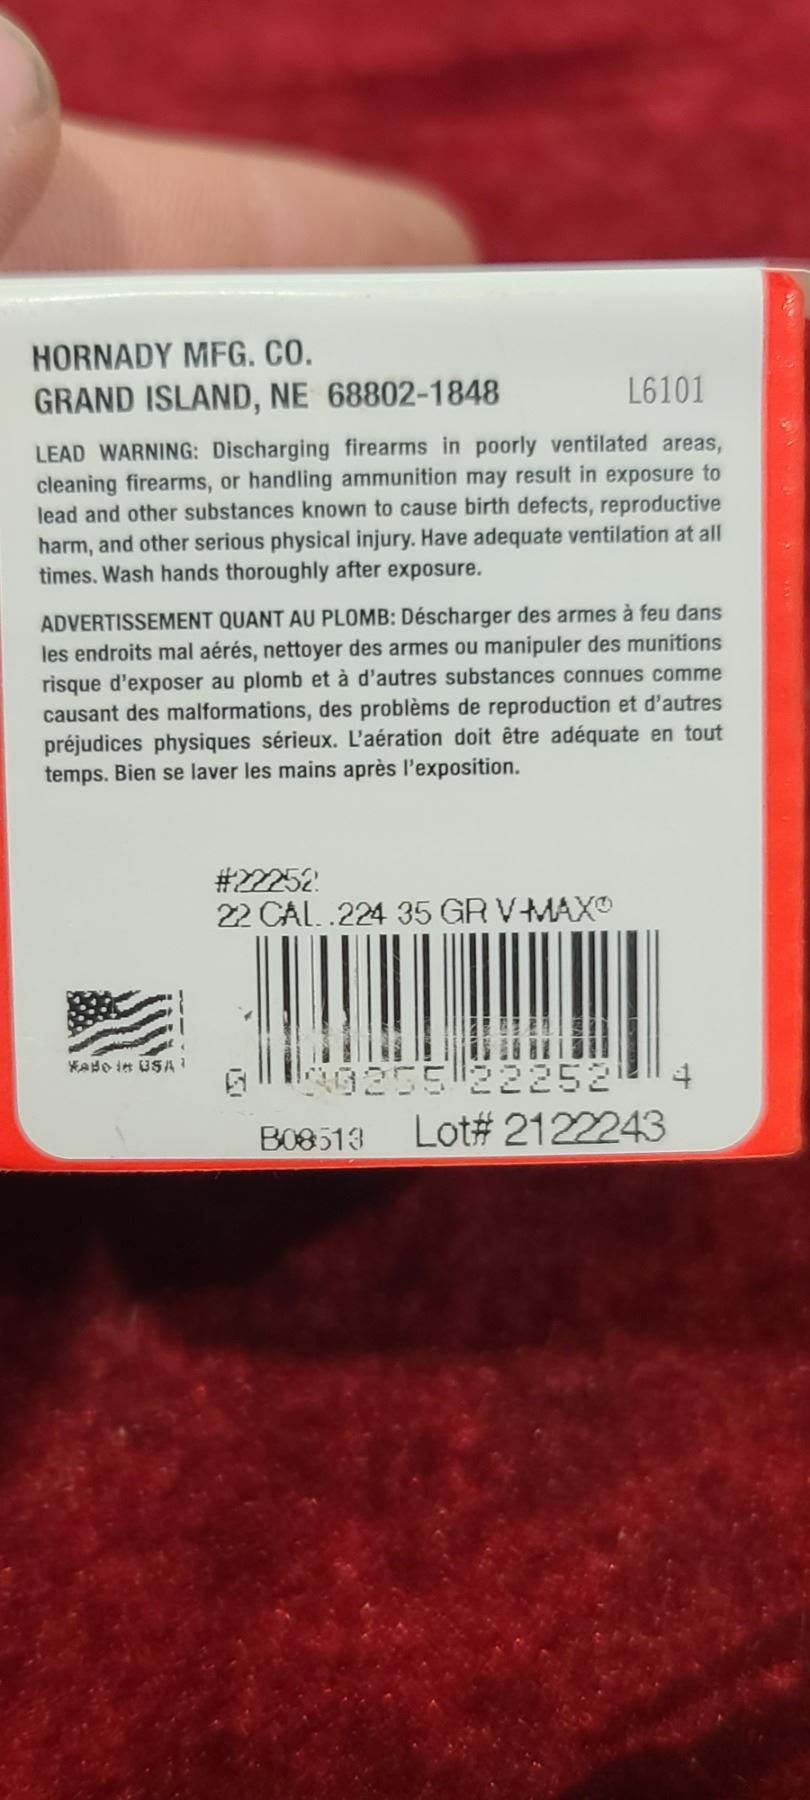 HORNADY MFG. CO.
GRAND ISLAND, NE 68802-1848
L6101
LEAD WARNING: Discharging firearms in poorly ventilated areas,
cleaning firearms, or handling ammunition may result in exposure to
lead and other substances known to cause birth defects, reproductive
harm, and other serious physical injury. Have adequate ventilation at all
times. Wash hands thoroughly after exposure.
ADVERTISSEMENT QUANT AU PLOMB: Déscharger des armes à feu dans
les endroits mal aérés, nettoyer des armes ou manipuler des munitions
risque d'exposer au plomb et à d'autres substances connues comme
causant des malformations, des problèms de reproduction et d'autres
préjudices physiques sérieux. L'aération doit être adéquate en tout
temps. Bien se laver les mains après l'exposition.
#22252
22 CAL .224 35 GR V-MAX®
Made in USA
0 90255 22252 4
B08513 Lot# 2122243